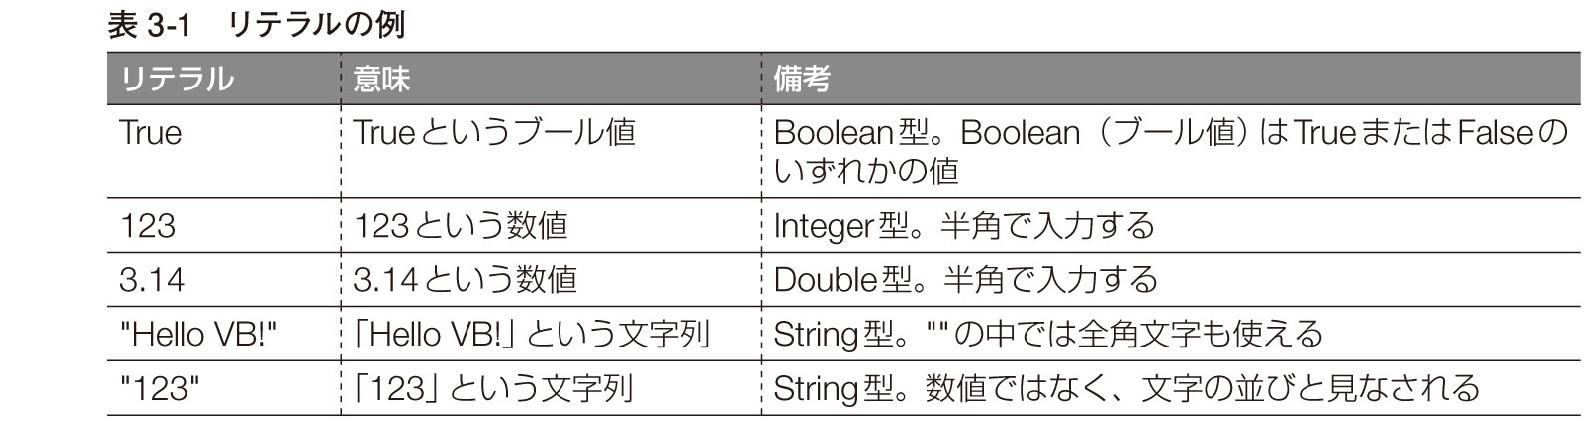 表 3-1　リテラルの例
リテラル 意味 備考
True Trueというブール値 Boolean型。Boolean（ブール値）はTrueまたはFalseの
いずれかの値
123 123という数値 Integer型。半角で入力する
3.14 3.14という数値 Double型。半角で入力する
"Hello VB!" 「Hello VB!」という文字列 String型。""の中では全角文字も使える
"123" 「123」という文字列 String型。数値ではなく、文字の並びと見なされる